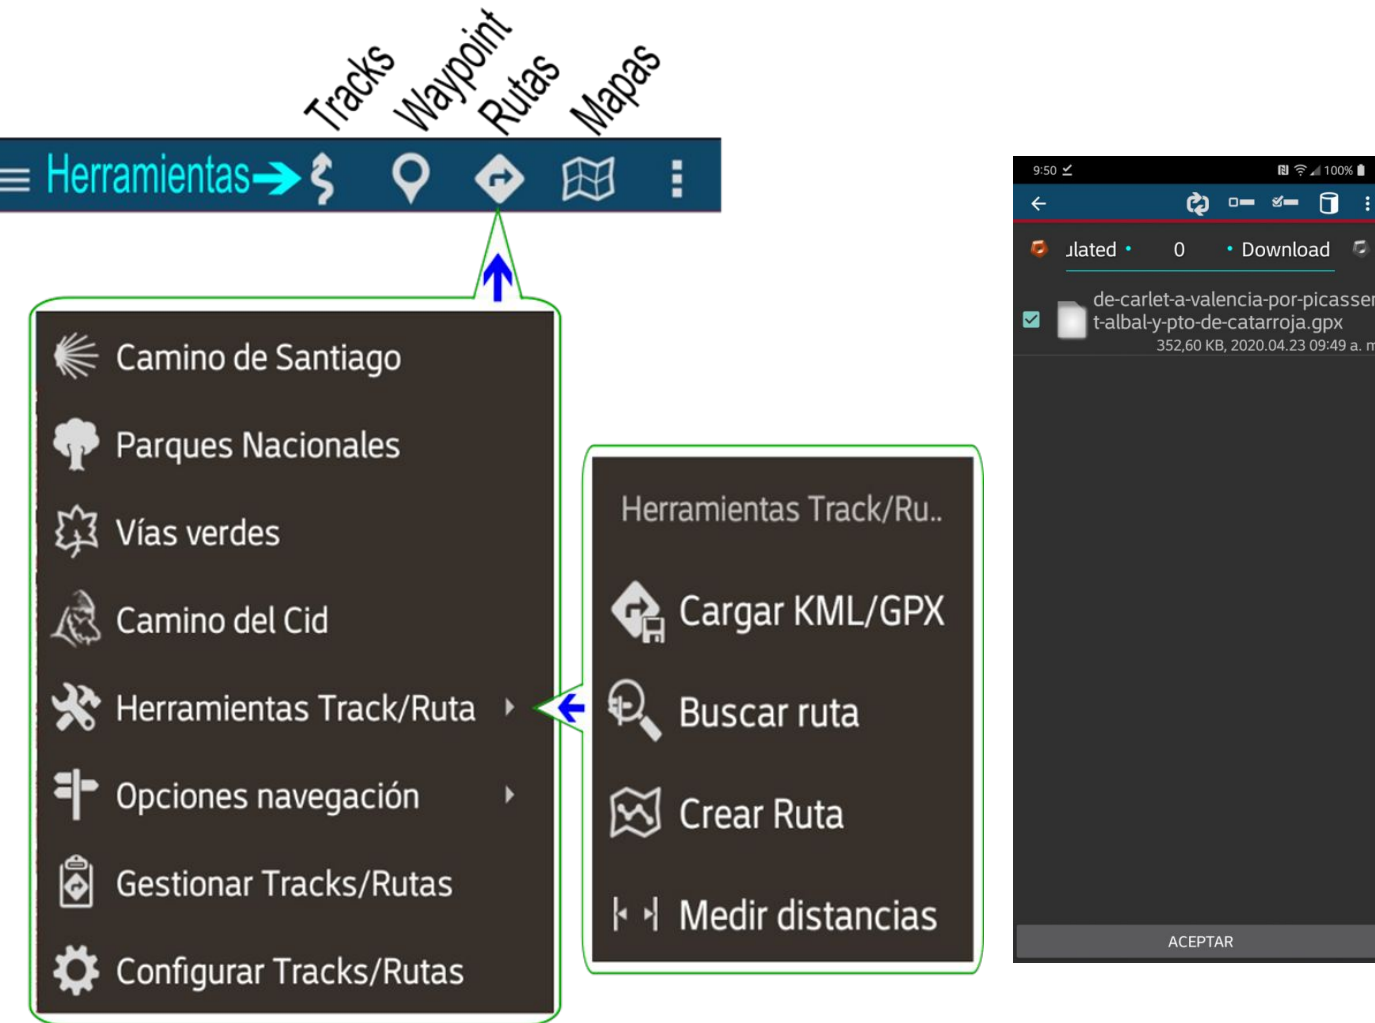 Tracks
Waypoint
Rutas
Mapas
Herramientas
Camino de Santiago
Parques Nacionales
Vías verdes
Camino del Cid
Herramientas Track/Ruta
Opciones navegación
Gestionar Tracks/Rutas
Configurar Tracks/Rutas
Herramientas Track/Ru..
Cargar KML/GPX
Buscar ruta
Crear Ruta
Medir distancias
9:50
100%
ulated • 0 • Download
de-carlet-a-valencia-por-picasser
t-albal-y-pto-de-catarroja.gpx
352,60 KB, 2020.04.23 09:49 a. m
ACEPTAR